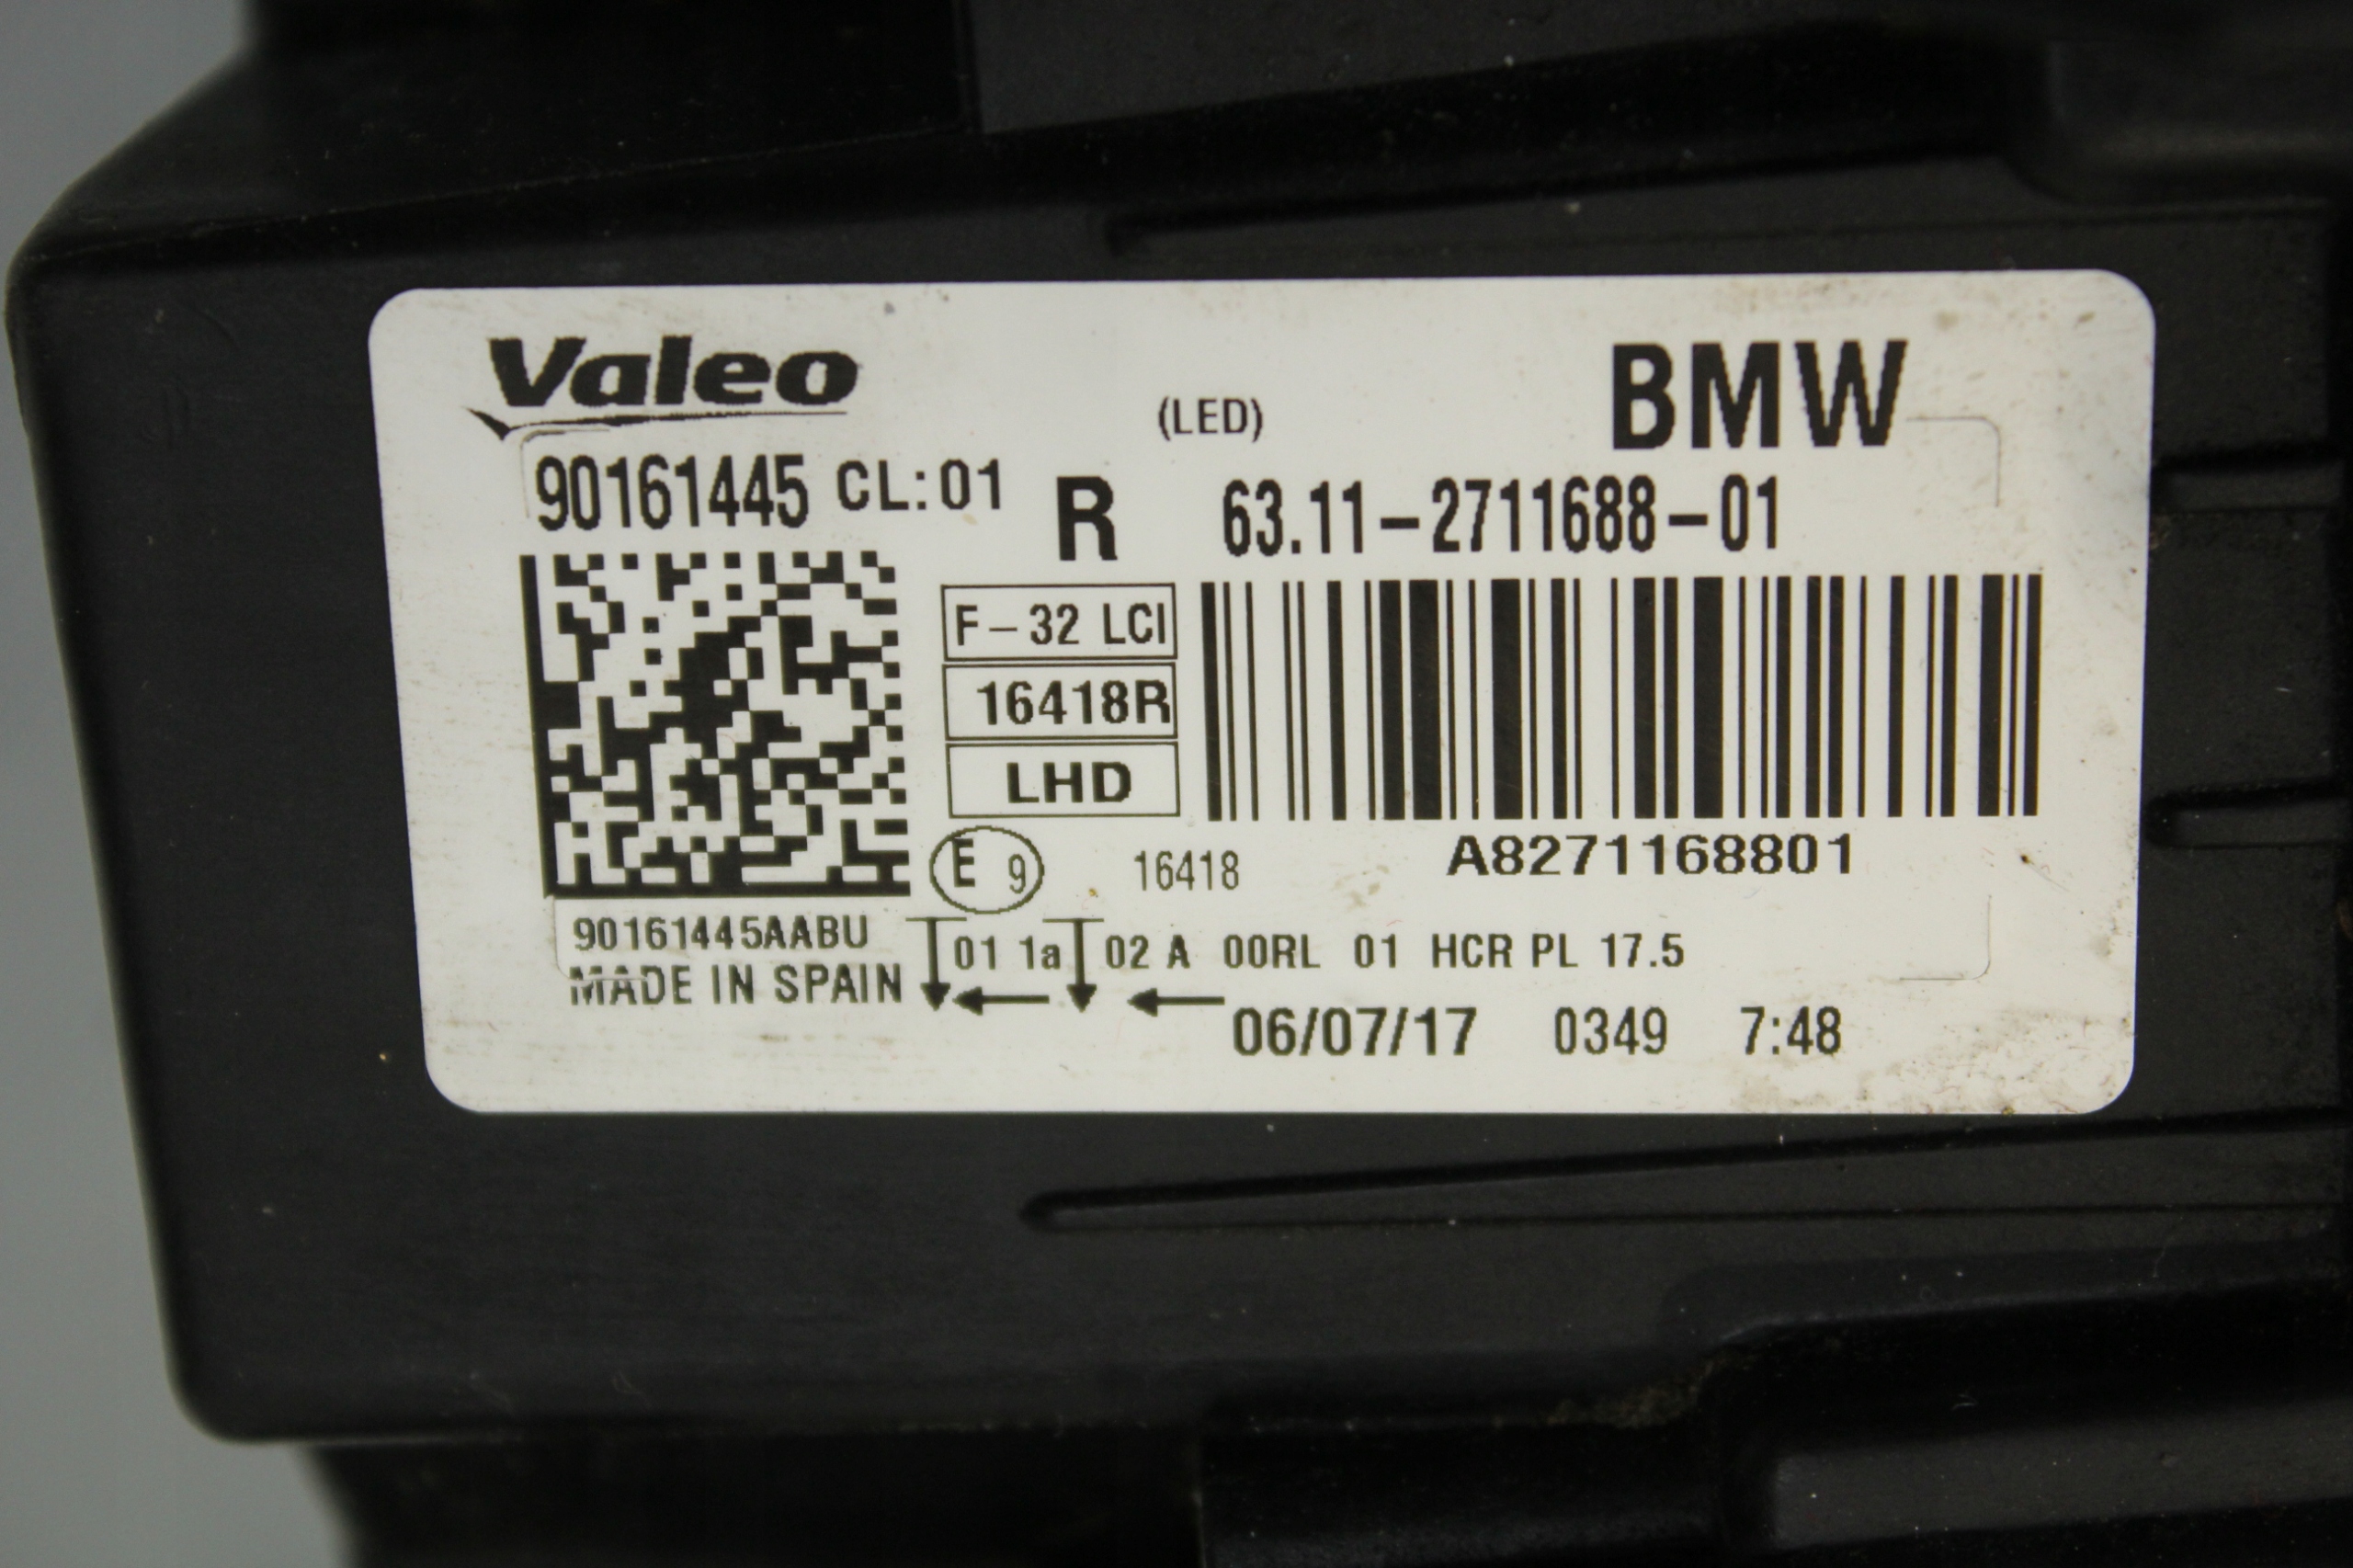 Valeo
(LED)
BMW
90161445 CL:01
R
63.11-2711688-01
F-32 LCI
16418R
LHD
E 9
16418
A8271168801
90161445AABU
01 1a 02 A 00RL 01 HCR PL 17.5
MADE IN SPAIN
06/07/17 0349 7:48